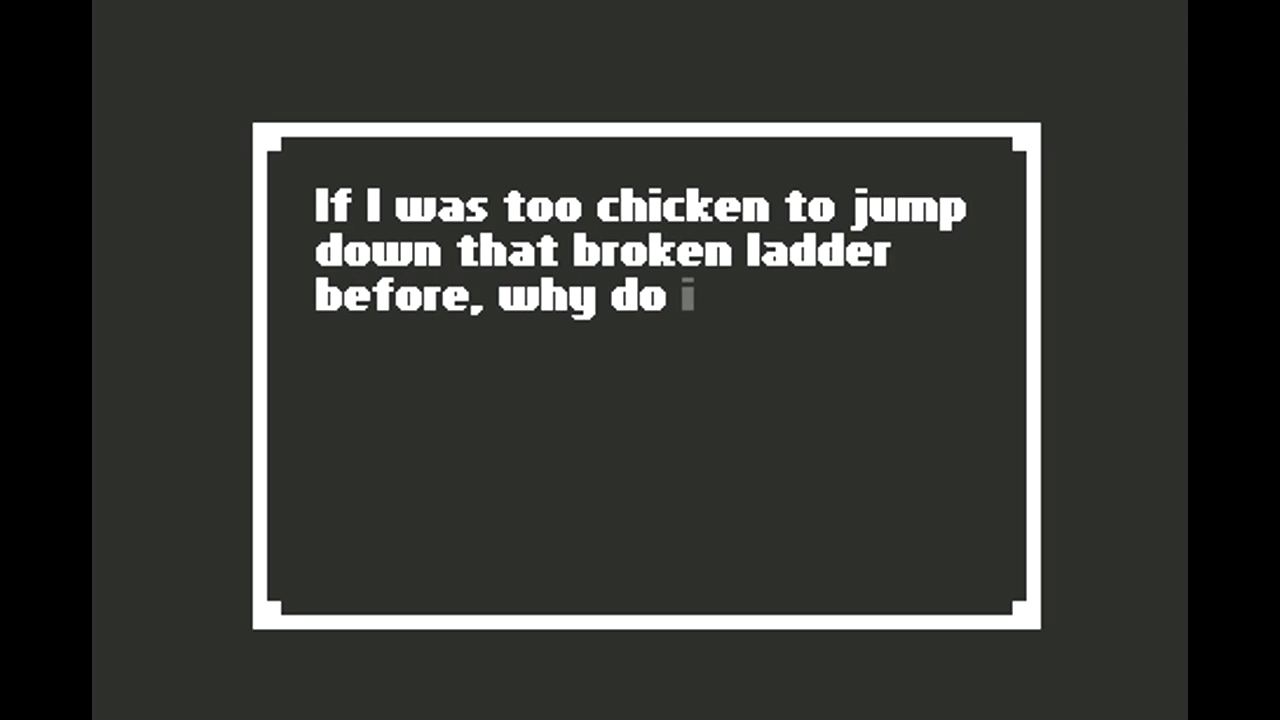 If I was too chicken to jump
down that broken ladder
before, why do i